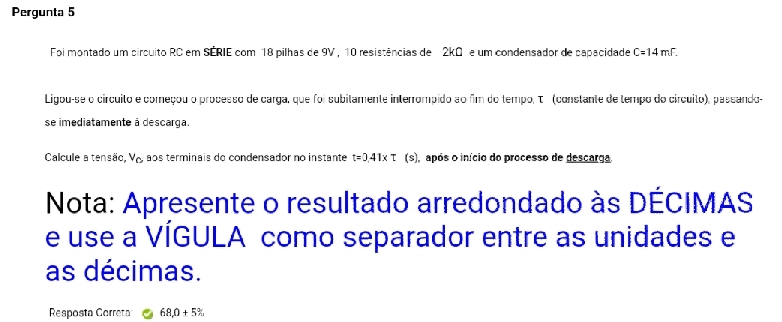 Pergunta 5
Foi montado um circuito RC em SÉRIE com 18 pilhas de 9V , 10 resistências de 2kΩ e um condensador de capacidade C=14 mF.
Ligou-se o circuito e começou o processo de carga, que foi subitamente interrompido ao fim do tempo, τ (constante de tempo do circuito), passando-
se imediatamente à descarga.
Calcule a tensão, VC, aos terminais do condensador no instante t=0,41x τ (s), após o início do processo de descarga.
Nota: Apresente o resultado arredondado às DÉCIMAS
e use a VÍGULA como separador entre as unidades e
as décimas.
Resposta Correta: 68,0 ± 5%